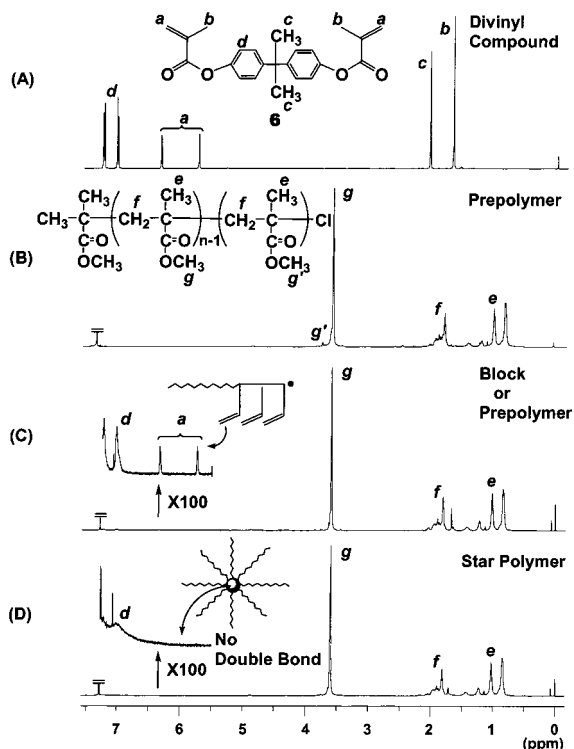 a b c b a
Divinyl
Compound
(A)
d
O O O O
CH3
CH3
c
6
d
a
c
b
f e f e
g
Prepolymer
CH3 CH3 CH3
CH3-C CH2-C n-1 CH2-C Cl
C=O C=O C=O
OCH3 OCH3 OCH3
g g'
(B)
g'
f
e
g
Block
or
Prepolymer
(C)
d
a
X100
f
e
g
Star Polymer
(D)
d
No
Double Bond
X100
f
e
7 6 5 4 3 2 1 0
(ppm)